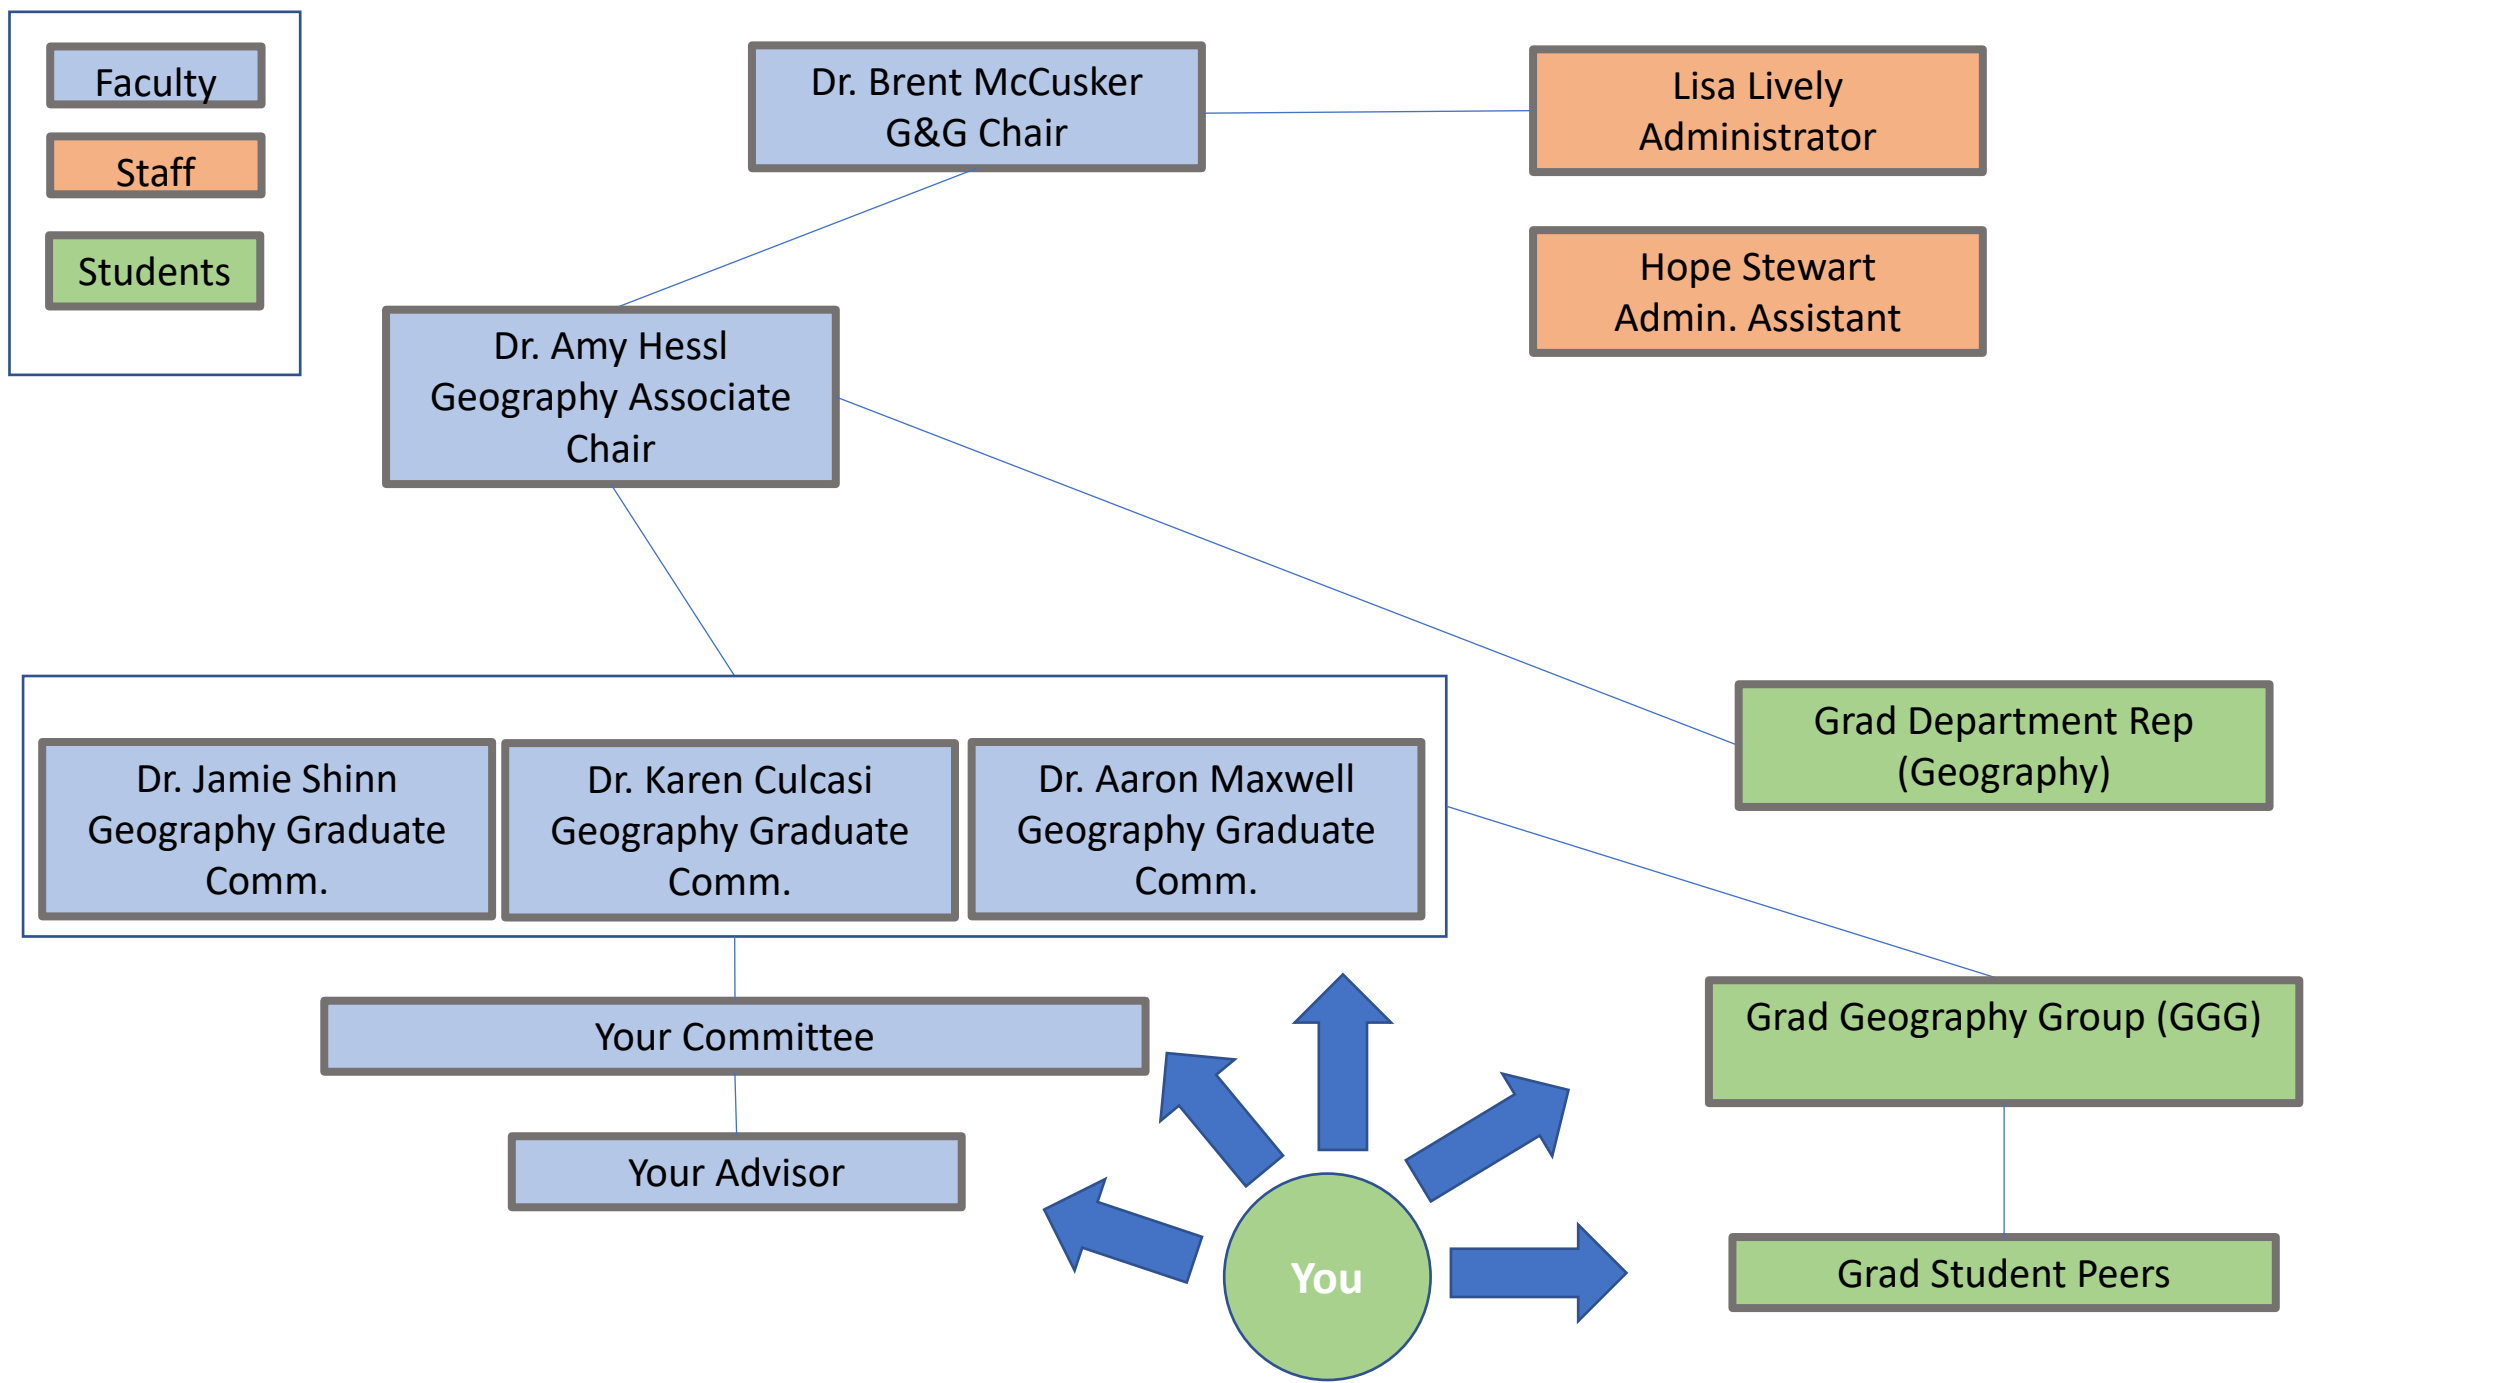 Faculty
Staff
Students
Dr. Brent McCusker
G&G Chair
Lisa Lively
Administrator
Hope Stewart
Admin. Assistant
Dr. Amy Hessl
Geography Associate
Chair
Grad Department Rep
(Geography)
Dr. Jamie Shinn
Geography Graduate
Comm.
Dr. Karen Culcasi
Geography Graduate
Comm.
Dr. Aaron Maxwell
Geography Graduate
Comm.
Your Committee
Grad Geography Group (GGG)
Your Advisor
You
Grad Student Peers